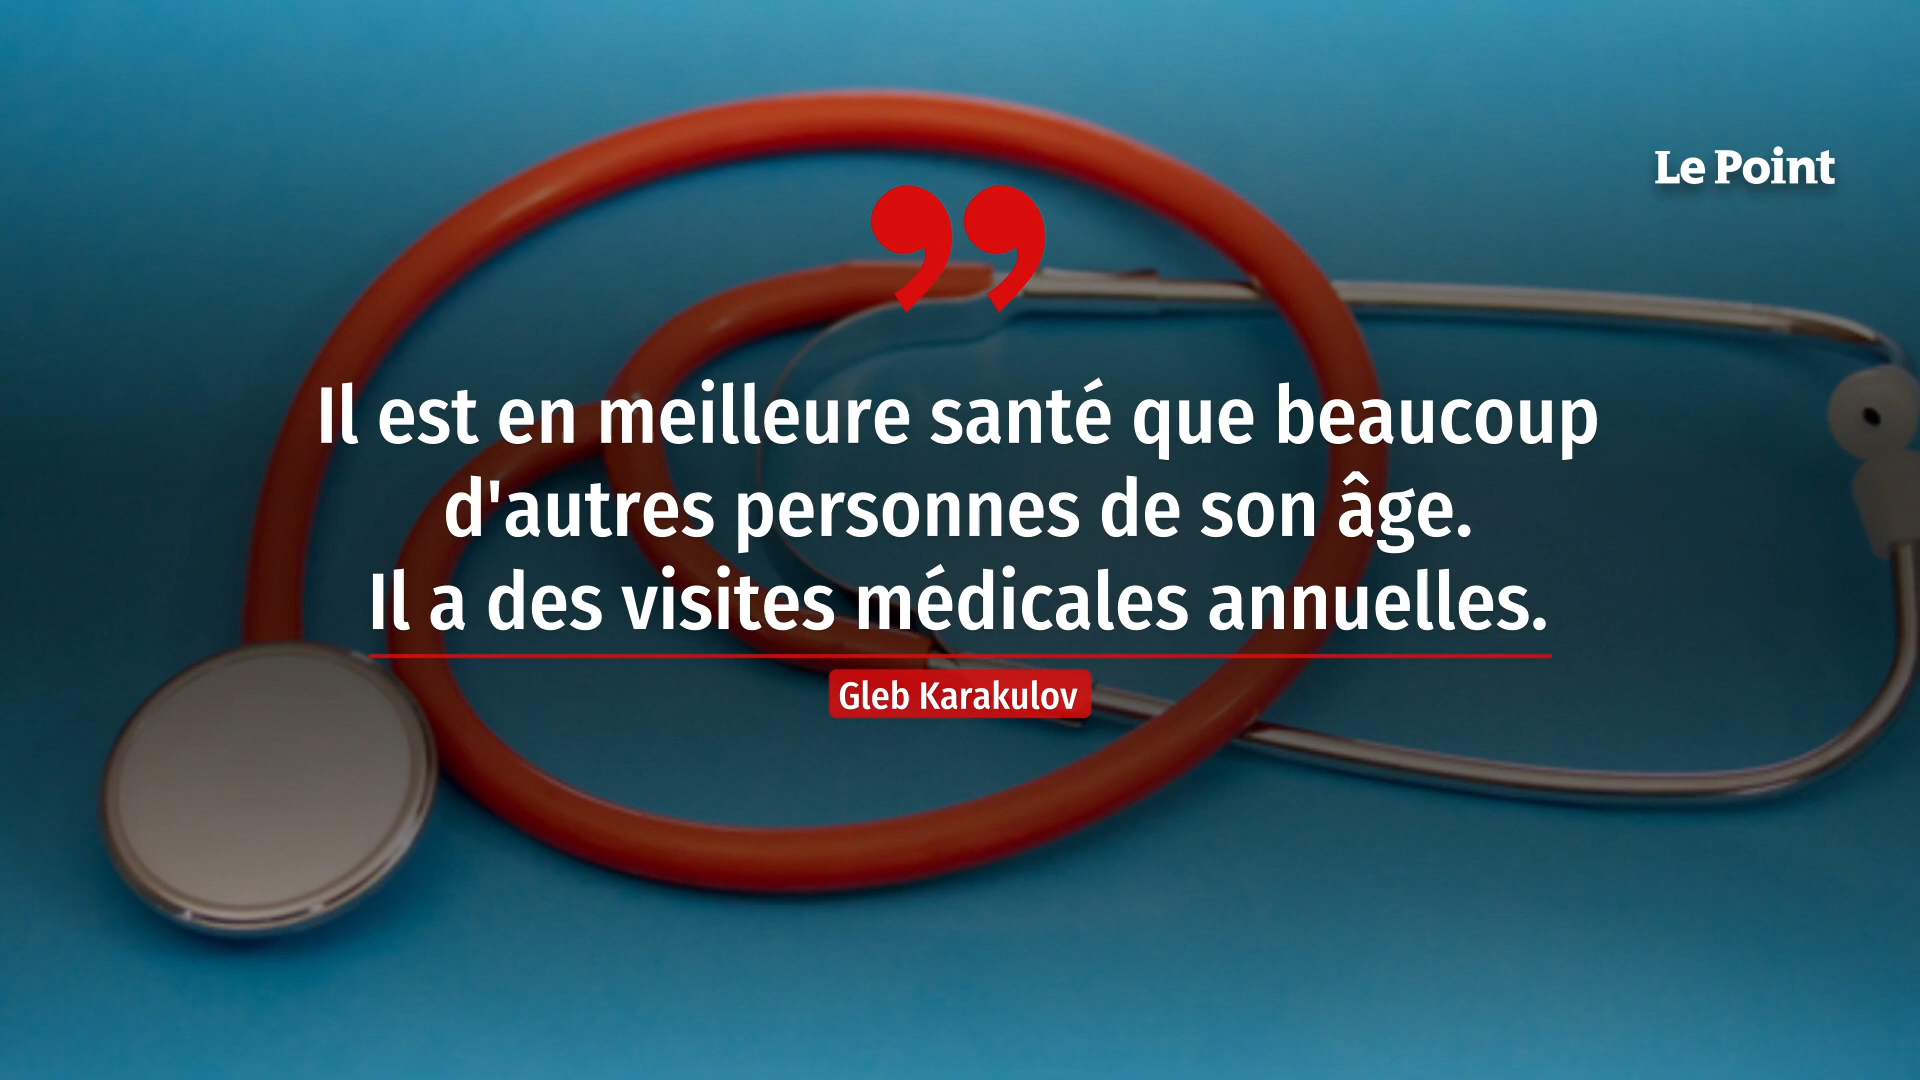 Le Point
”
Il est en meilleure santé que beaucoup
d'autres personnes de son âge.
Il a des visites médicales annuelles.
Gleb Karakulov